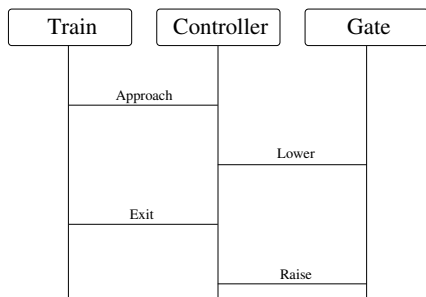 Train Controller Gate
Approach
Lower
Exit
Raise